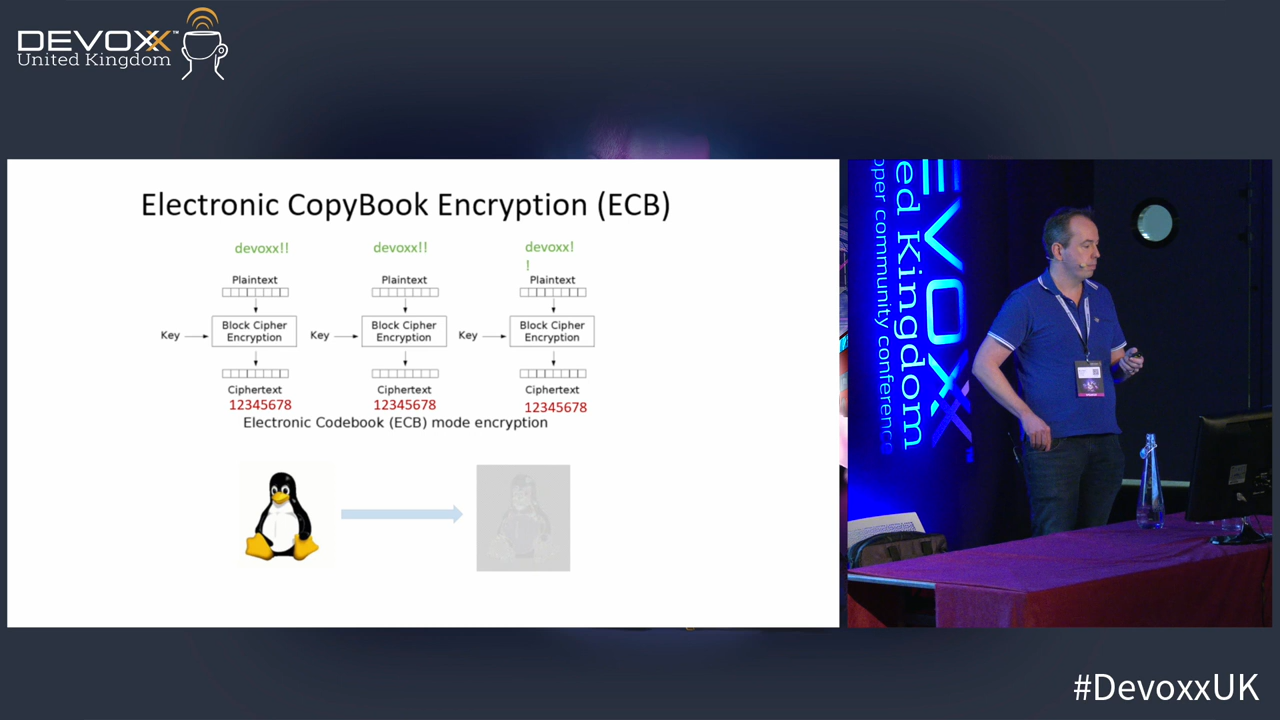 DEVOXX™
United Kingdom
Electronic CopyBook Encryption (ECB)
devoxx!! devoxx!! devoxx!
!
Plaintext Plaintext Plaintext
Key Block Cipher Key Block Cipher Key Block Cipher
Encryption Encryption Encryption
Ciphertext Ciphertext Ciphertext
12345678 12345678 12345678
Electronic Codebook (ECB) mode encryption
EVOXX
ed Kingdom
oper community conference
#DevoxxUK